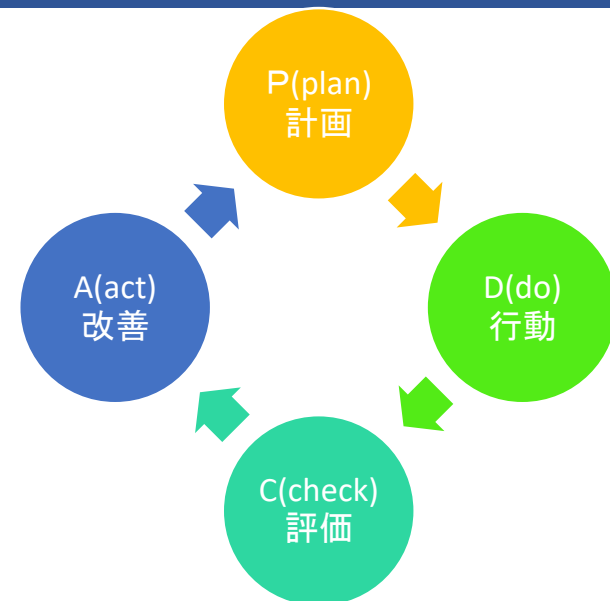 Ｐ(plan)
計画
D(do)
行動
C(check)
評価
A(act)
改善